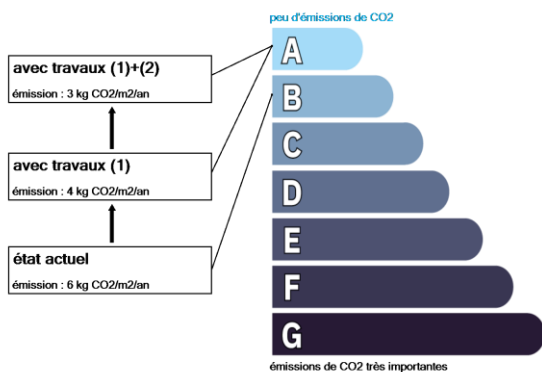 peu d'émissions de CO2
avec travaux (1)+(2)
émission : 3 kg CO2/m2/an
avec travaux (1)
émission : 4 kg CO2/m2/an
état actuel
émission : 6 kg CO2/m2/an
A
B
C
D
E
F
G
émissions de CO2 très importantes